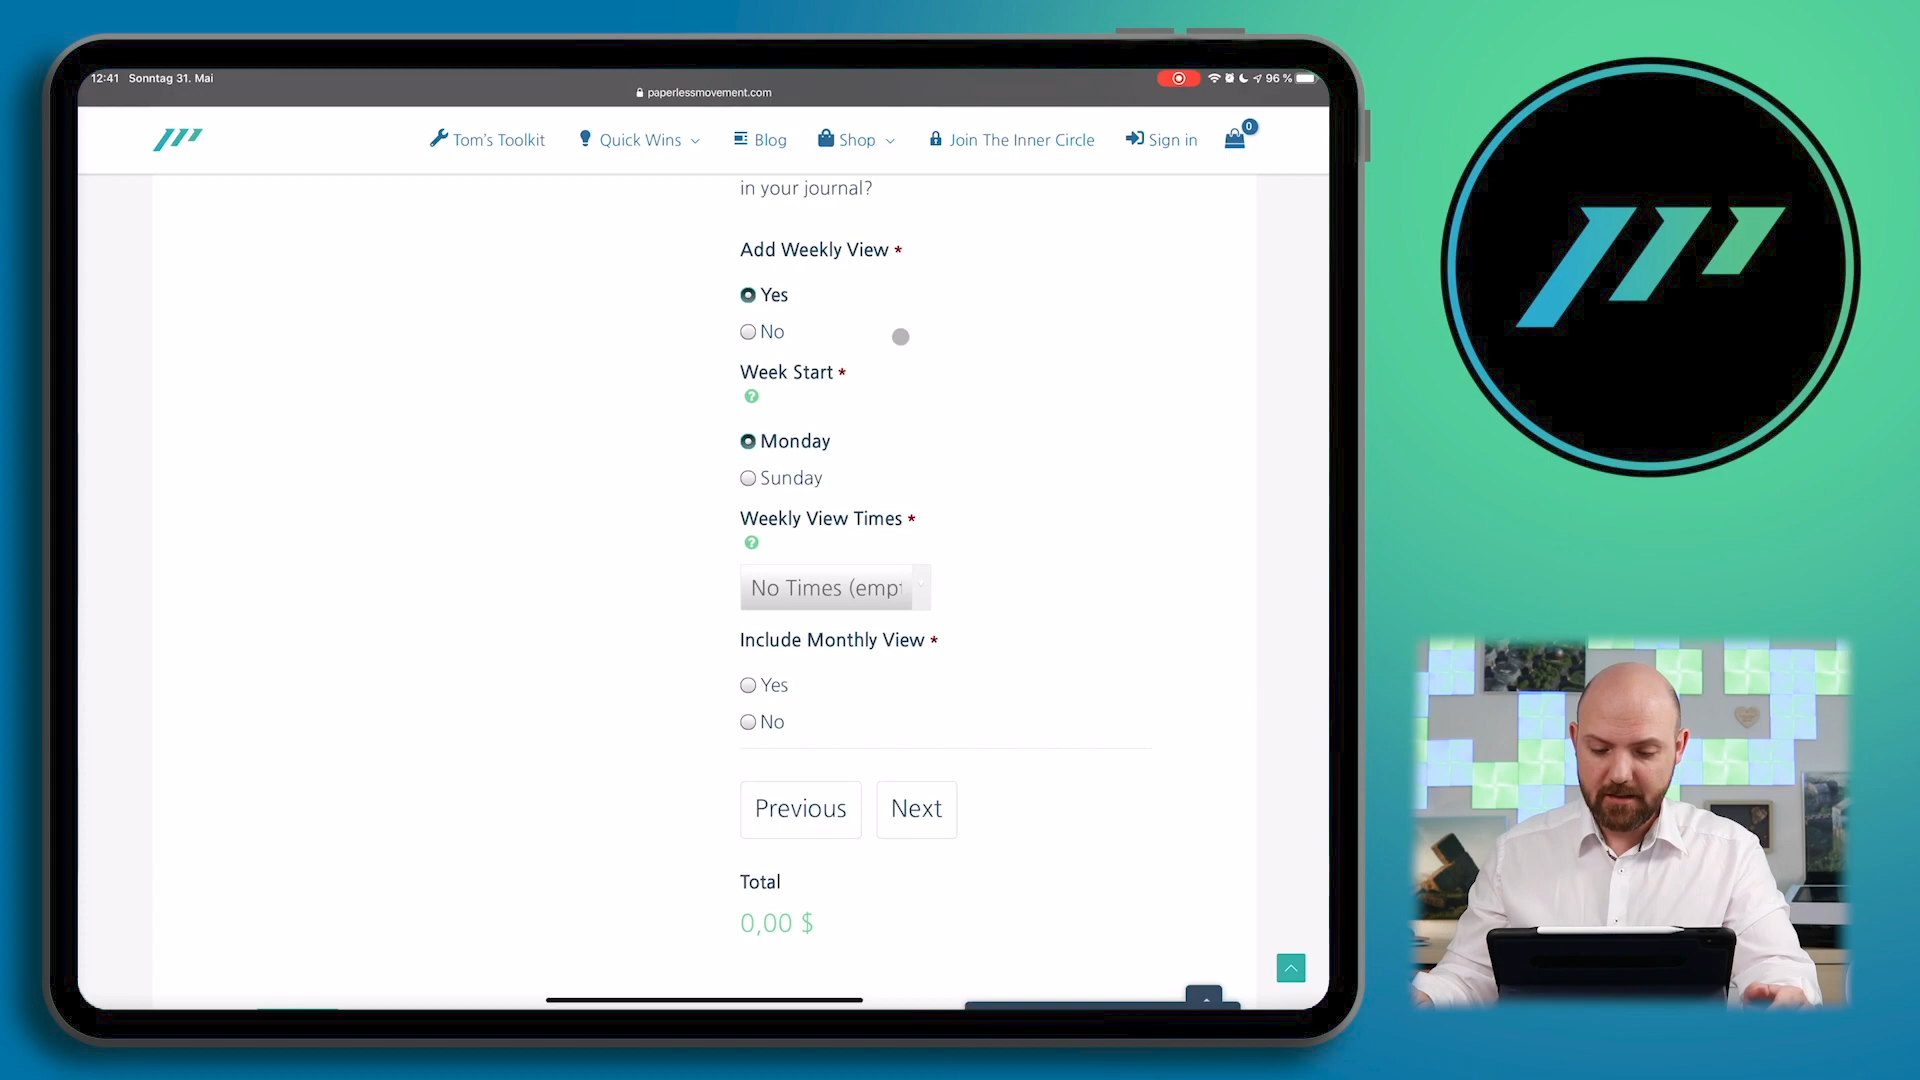 12:41 Sonntag 31. Mai
96 %
paperlessmovement.com
Tom's Toolkit Quick Wins Blog Shop Join The Inner Circle Sign in 0
in your journal?
Add Weekly View *
Yes
No
Week Start *
?
Monday
Sunday
Weekly View Times *
?
No Times (empt
Include Monthly View *
Yes
No
Previous Next
Total
0,00 $